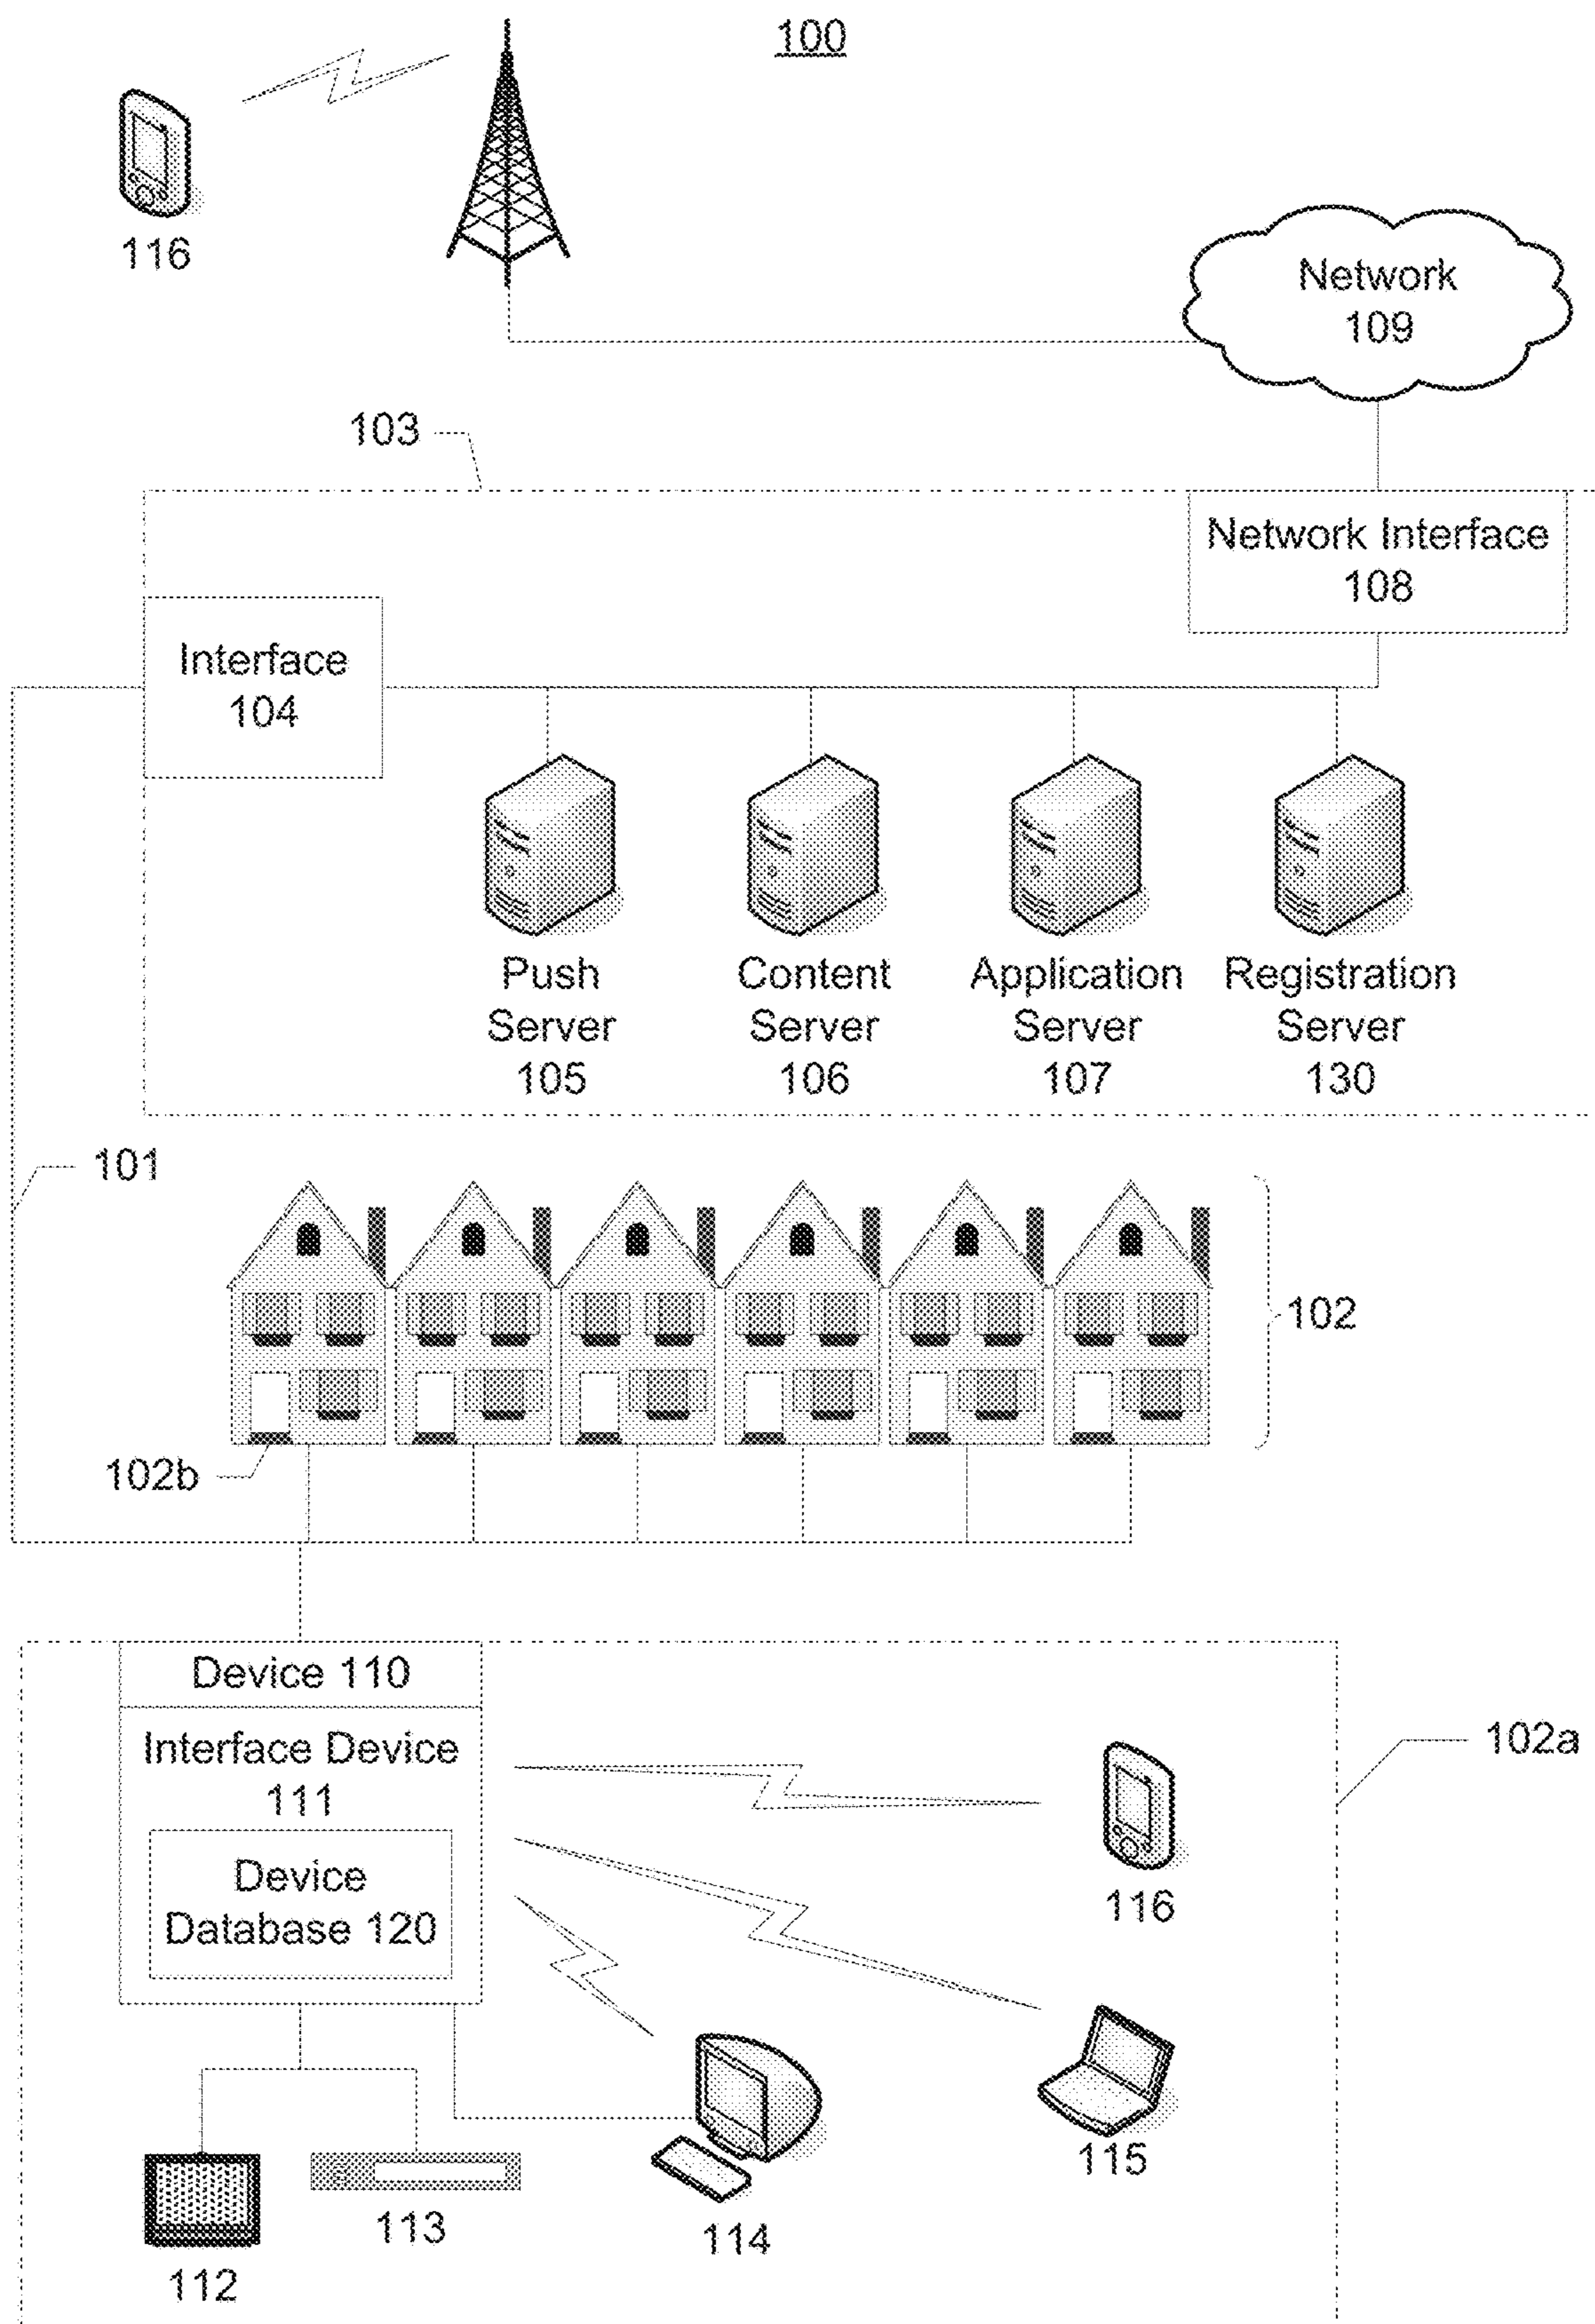 100
116
Network
109
103
Network Interface
108
Interface
104
Push
Server
105
Content
Server
106
Application
Server
107
Registration
Server
130
101
102
102b
Device 110
Interface Device
111
Device
Database 120
102a
116
115
114
113
112